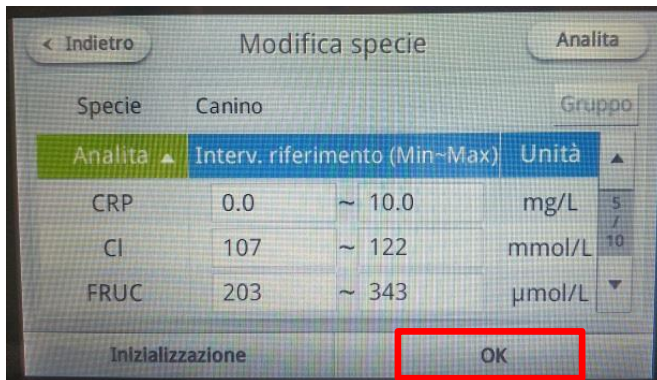 < Indietro Modifica specie Analita
Specie Canino Gruppo
Analita ▲ Interv. riferimento (Min~Max) Unità ▲
CRP 0.0 ~ 10.0 mg/L 5
/
Cl 107 ~ 122 mmol/L 10
FRUC 203 ~ 343 µmol/L ▼
Inizializzazione OK